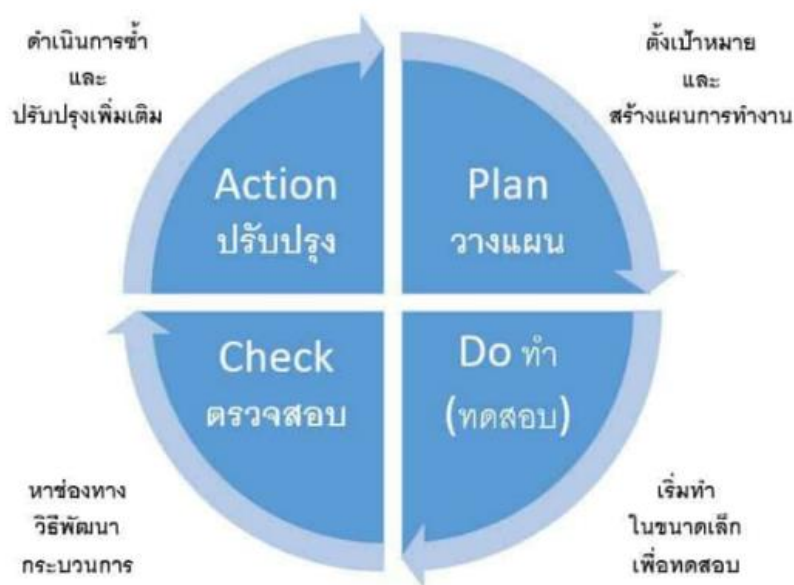 ดำเนินการซ้ำ
และ
ปรับปรุงเพิ่มเติม
ตั้งเป้าหมาย
และ
สร้างแผนการทำงาน
Action
ปรับปรุง
Plan
วางแผน
Check
ตรวจสอบ
Do ทำ
(ทดสอบ)
หาช่องทาง
วิธีพัฒนา
กระบวนการ
เริ่มทำ
ในขนาดเล็ก
เพื่อทดสอบ